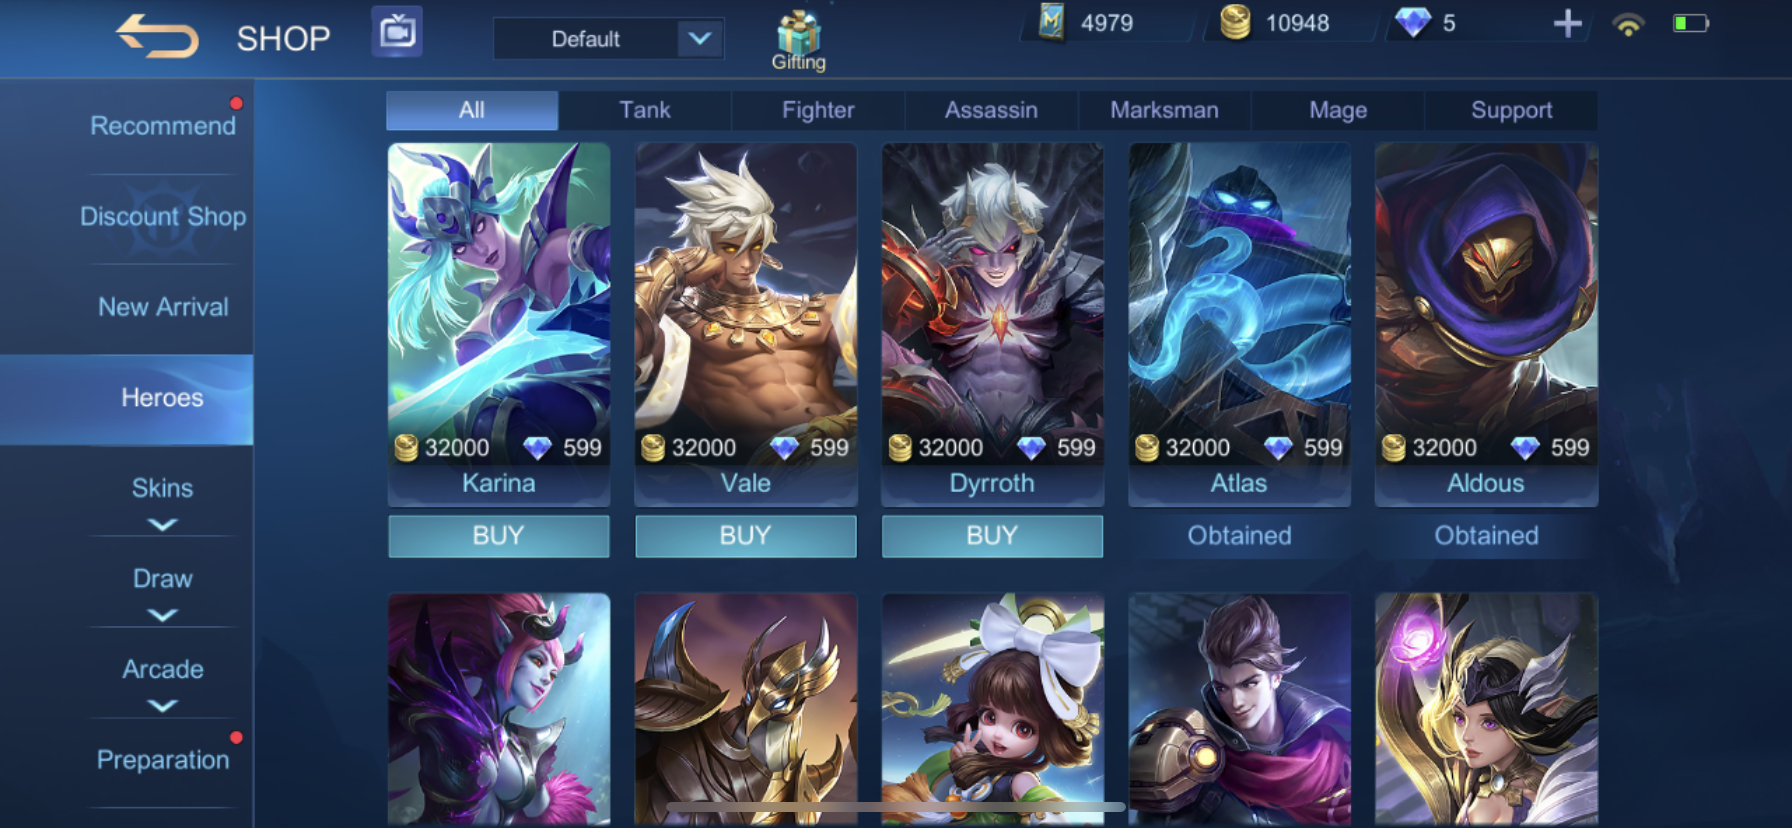 SHOP
Default
Gifting
4979
10948
5
Recommend
Discount Shop
New Arrival
Heroes
Skins
Draw
Arcade
Preparation
All
Tank
Fighter
Assassin
Marksman
Mage
Support
32000 599
Karina
BUY
32000 599
Vale
BUY
32000 599
Dyrroth
BUY
32000 599
Atlas
Obtained
32000 599
Aldous
Obtained